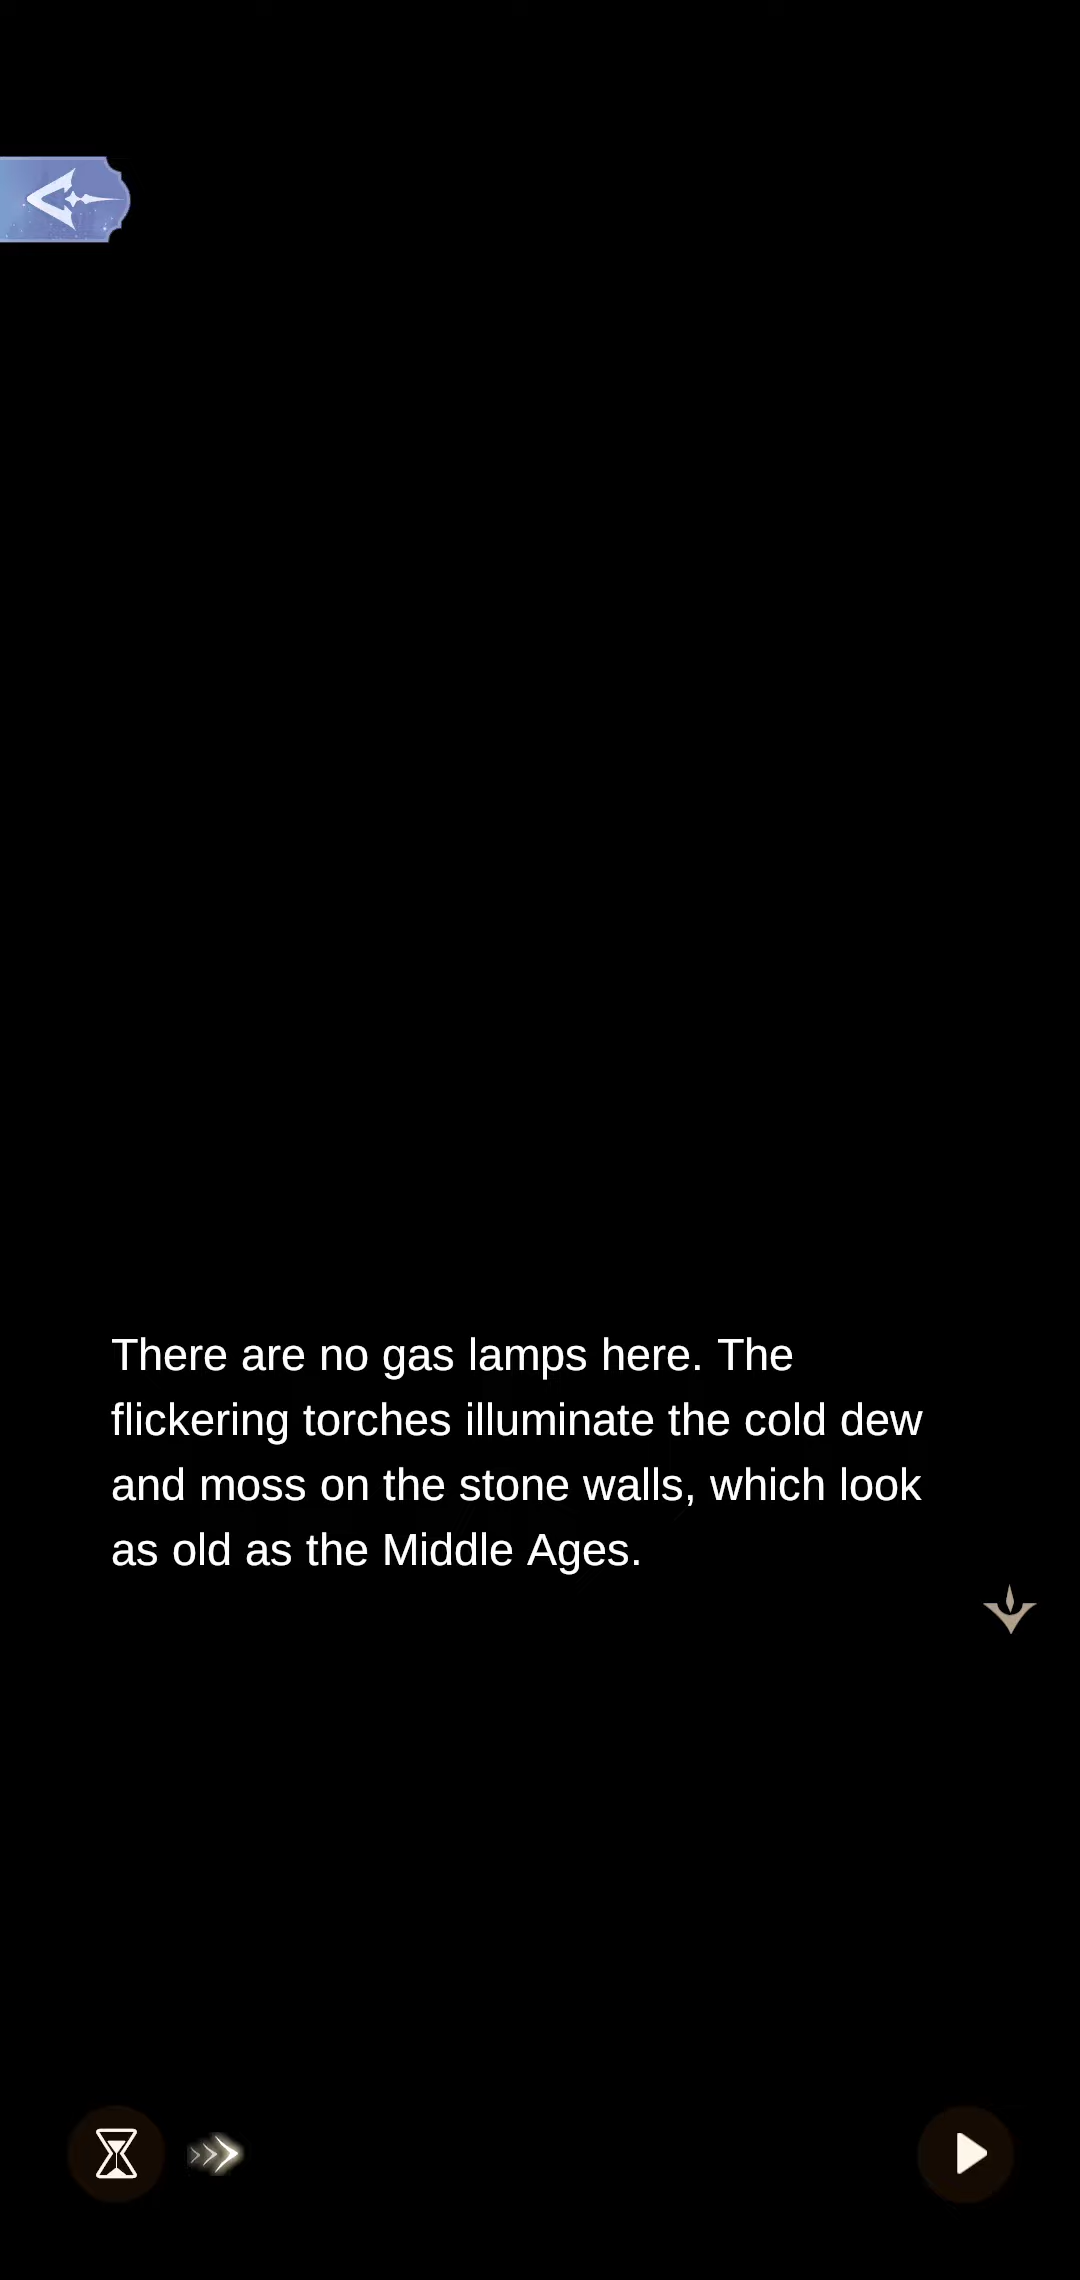 There are no gas lamps here. The
flickering torches illuminate the cold dew
and moss on the stone walls, which look
as old as the Middle Ages.